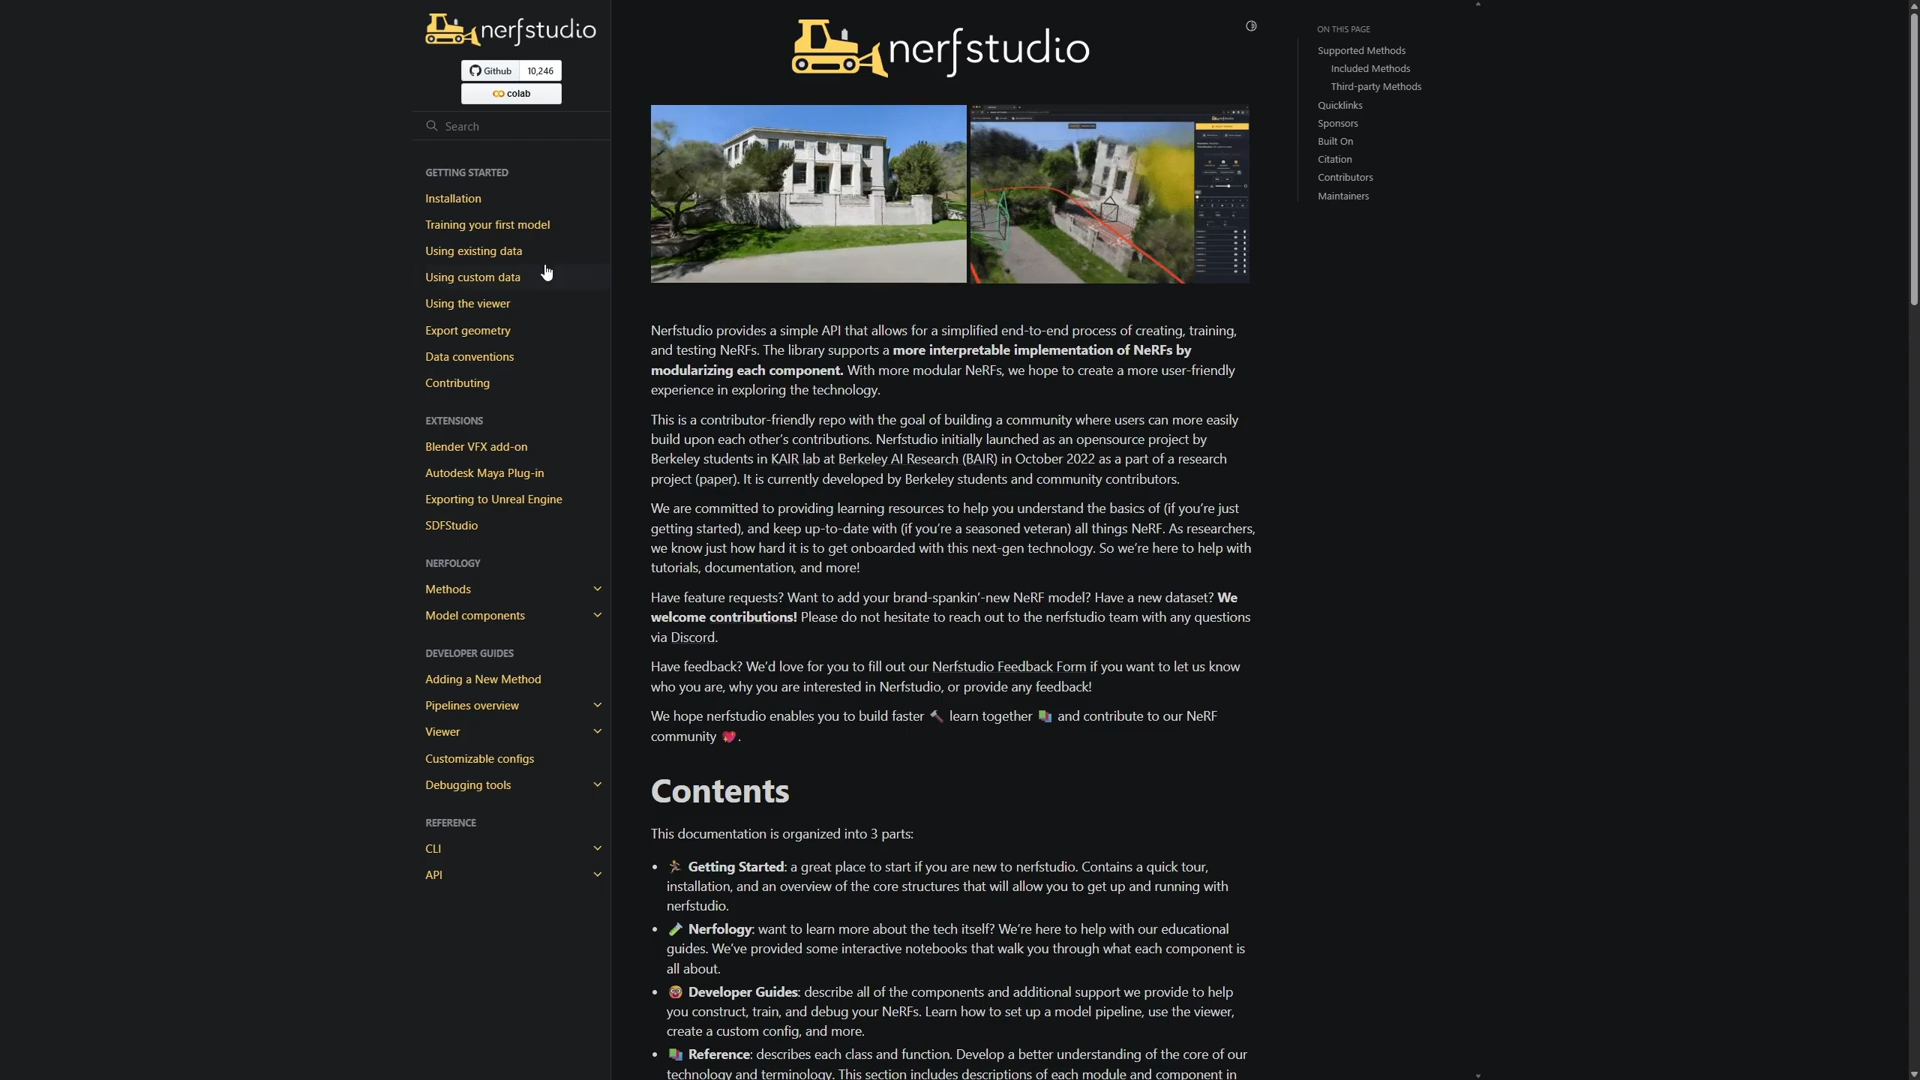 nerfstudio
Github 10,246
colab
Search
GETTING STARTED
Installation
Training your first model
Using existing data
Using custom data
Using the viewer
Export geometry
Data conventions
Contributing
EXTENSIONS
Blender VFX add-on
Autodesk Maya Plug-in
Exporting to Unreal Engine
SDFStudio
NERFOLOGY
Methods
Model components
DEVELOPER GUIDES
Adding a New Method
Pipelines overview
Viewer
Customizable configs
Debugging tools
REFERENCE
CLI
API
nerfstudio
Nerfstudio provides a simple API that allows for a simplified end-to-end process of creating, training,
and testing NeRFs. The library supports a more interpretable implementation of NeRFs by
modularizing each component. With more modular NeRFs, we hope to create a more user-friendly
experience in exploring the technology.
This is a contributor-friendly repo with the goal of building a community where users can more easily
build upon each other's contributions. Nerfstudio initially launched as an opensource project by
Berkeley students in KAIR lab at Berkeley AI Research (BAIR) in October 2022 as a part of a research
project (paper). It is currently developed by Berkeley students and community contributors.
We are committed to providing learning resources to help you understand the basics of (if you're just
getting started), and keep up-to-date with (if you're a seasoned veteran) all things NeRF. As researchers,
we know just how hard it is to get onboarded with this next-gen technology. So we're here to help with
tutorials, documentation, and more!
Have feature requests? Want to add your brand-spankin'-new NeRF model? Have a new dataset? We
welcome contributions! Please do not hesitate to reach out to the nerfstudio team with any questions
via Discord.
Have feedback? We'd love for you to fill out our Nerfstudio Feedback Form if you want to let us know
who you are, why you are interested in Nerfstudio, or provide any feedback!
We hope nerfstudio enables you to build faster 🔨 learn together 📚 and contribute to our NeRF
community 💖.
Contents
This documentation is organized into 3 parts:
• 🏃 Getting Started: a great place to start if you are new to nerfstudio. Contains a quick tour,
installation, and an overview of the core structures that will allow you to get up and running with
nerfstudio.
• 🧪 Nerfology: want to learn more about the tech itself? We're here to help with our educational
guides. We've provided some interactive notebooks that walk you through what each component is
all about.
• Developer Guides: describe all of the components and additional support we provide to help
you construct, train, and debug your NeRFs. Learn how to set up a model pipeline, use the viewer,
create a custom config, and more.
• 📚 Reference: describes each class and function. Develop a better understanding of the core of our
technology and terminology. This section includes descriptions of each module and component in
ON THIS PAGE
Supported Methods
Included Methods
Third-party Methods
Quicklinks
Sponsors
Built On
Citation
Contributors
Maintainers